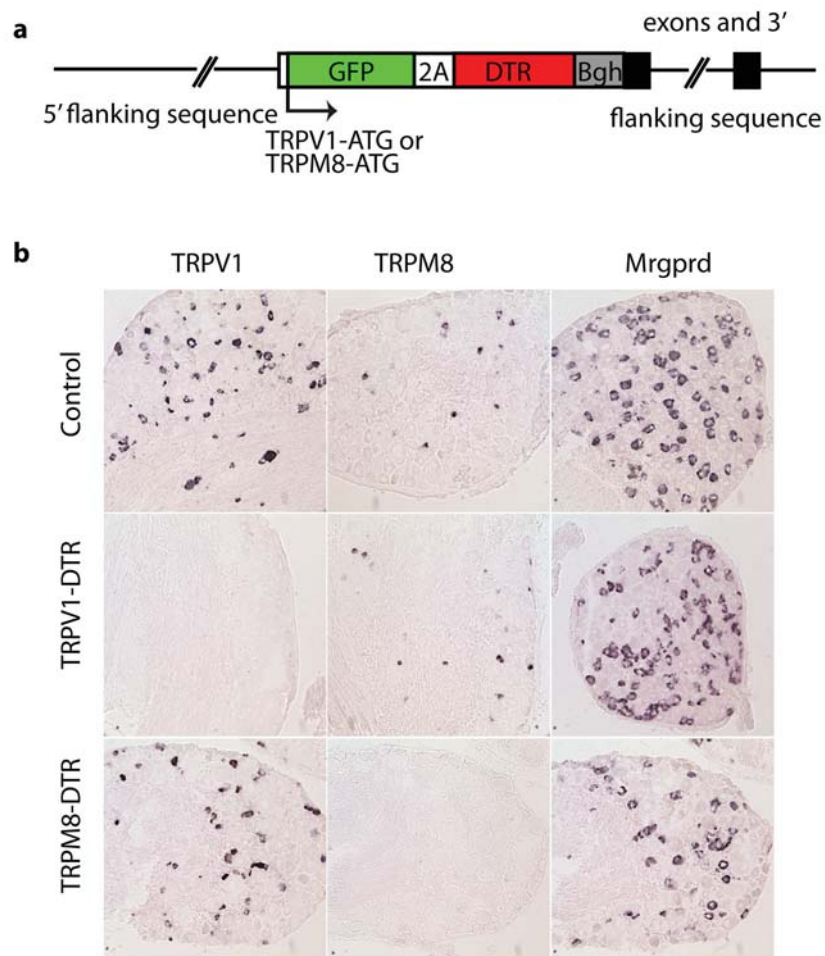 a
exons and 3'
GFP 2A DTR Bgh
5' flanking sequence
flanking sequence
TRPV1-ATG or
TRPM8-ATG
b
TRPV1 TRPM8 Mrgprd
Control
TRPV1-DTR
TRPM8-DTR